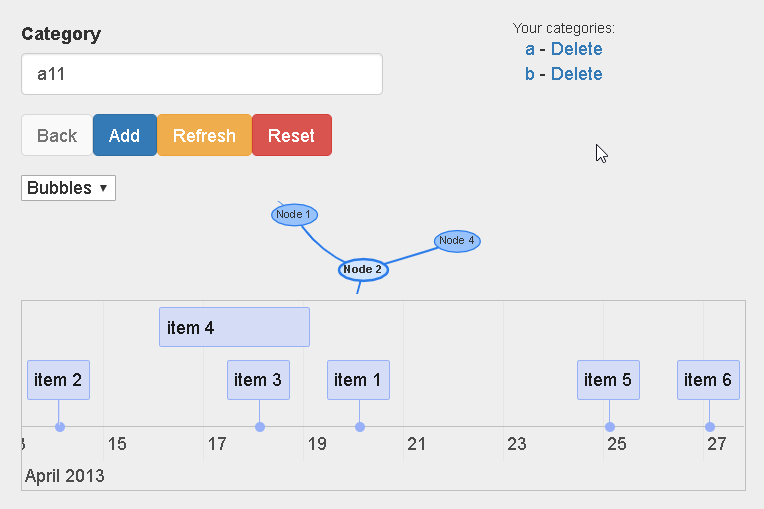 Category
Your categories:
a - Delete
b - Delete
a11
Back Add Refresh Reset
Bubbles ▼
Node 1
Node 4
Node 2
item 4
item 2 item 3 item 1 item 5 item 6
15 17 19 21 23 25 27
April 2013